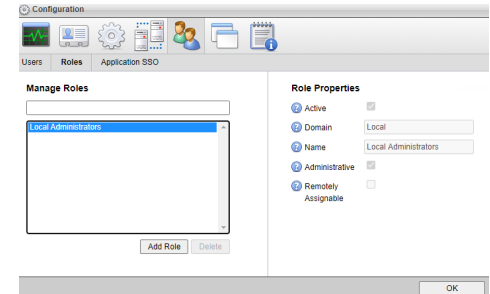 Configuration
Users Roles Application SSO
Manage Roles
Local Administrators
Add Role Delete
Role Properties
Active
Domain Local
Name Local Administrators
Administrative
Remotely
Assignable
OK